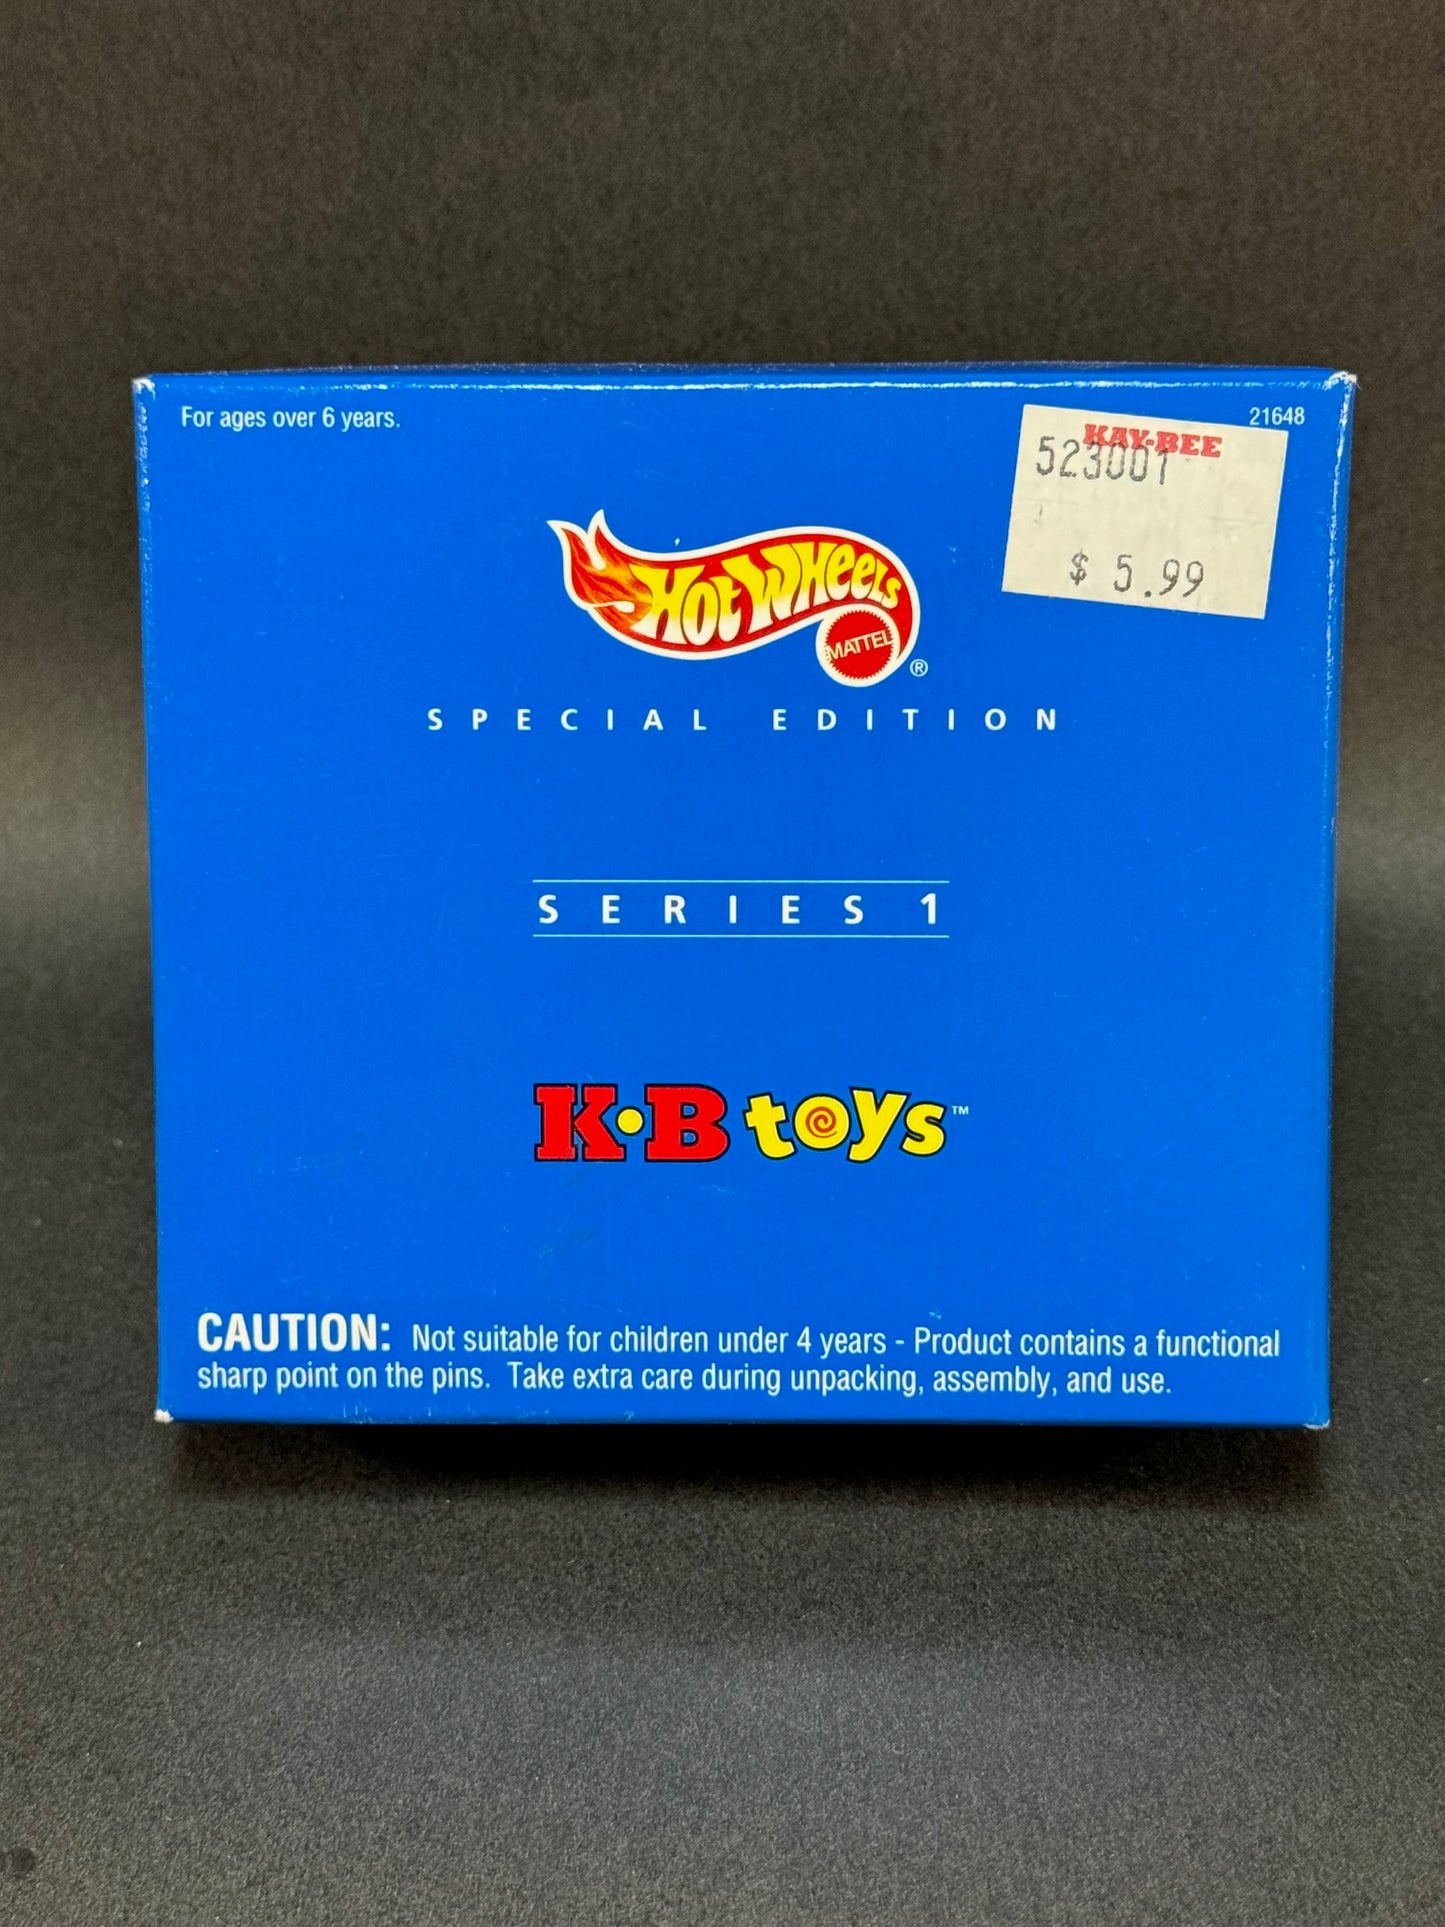 For ages over 6 years.
21648
KAY-BEE
523001
$ 5.99
Hot Wheels
MATTEL
®
SPECIAL EDITION
SERIES 1
K·B toys™
CAUTION: Not suitable for children under 4 years - Product contains a functional
sharp point on the pins. Take extra care during unpacking, assembly, and use.